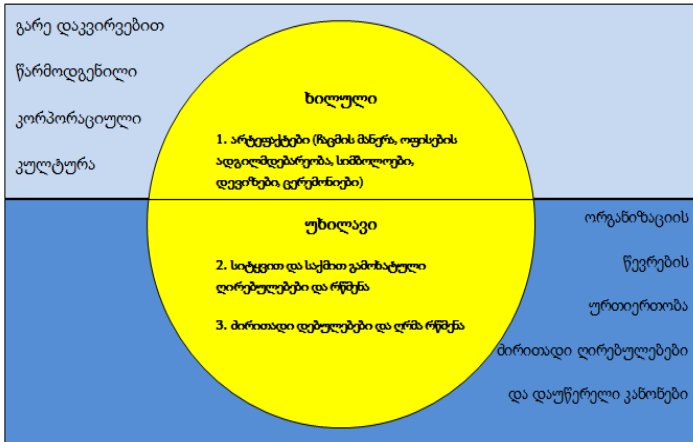 გარე დაკვირვებით
წარმოდგენილი
კორპორაციული
კულტურა
ხილული
1. არტეფაქტები (ჩაცმის მანერა, ოფისების
ადგილმდებარეობა, სიმბოლოები,
დევიზები, ცერემონიები)
უხილავი
2. სიტყვით და საქმით გამოხატული
ღირებულებები და რწმენა
3. ძირითადი დებულებები და ღრმა რწმენა
ორგანიზაციის
წევრების
ურთიერთობა
ძირითადი ღირებულებები
და დაუწერელი კანონები